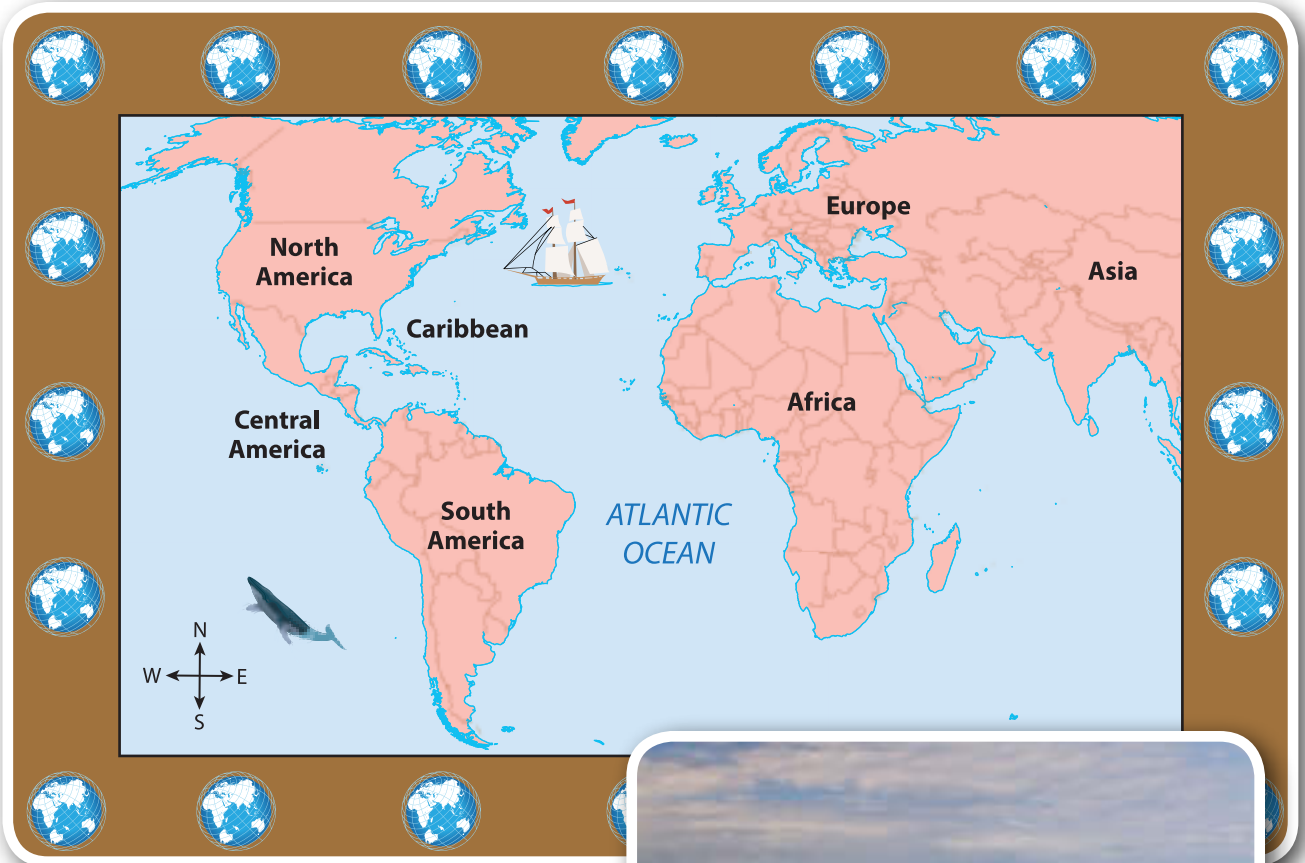 Europe
North
America
Asia
Caribbean
Africa
Central
America
South
America
ATLANTIC
OCEAN
N
W E
S